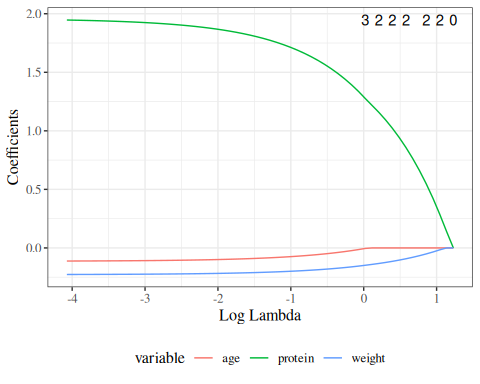 3 2 2 2 2 2 0
2.0
1.5
1.0
0.5
0.0
Coefficients
-4 -3 -2 -1 0 1
Log Lambda
variable age protein weight